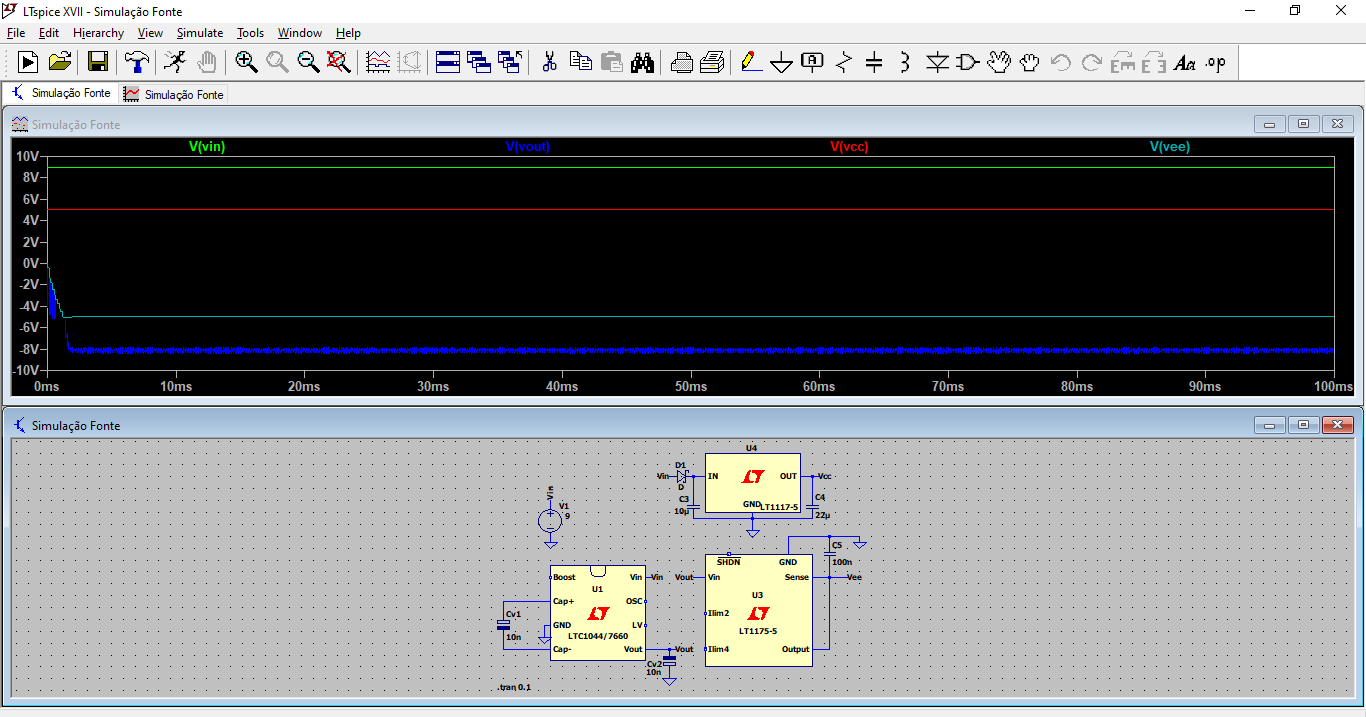 LTspice XVII - Simulação Fonte
File Edit Hierarchy View Simulate Tools Window Help
Aa .op
Simulação Fonte Simulação Fonte
Simulação Fonte
V(vin) V(vout) V(vcc) V(vee)
10V
8V
6V
4V
2V
0V
-2V
-4V
-6V
-8V
-10V
0ms 10ms 20ms 30ms 40ms 50ms 60ms 70ms 80ms 90ms 100ms
Simulação Fonte
U4
D1
Vin IN OUT Vcc
D
C3 C4
10µ GND LT1117-5 22µ
Vin
V1
9
C5
SHDN GND 100n
Boost Vin Vin Vout Vin Sense Vee
U1 U3
Cap+ OSC
Cv1 Ilim2
GND LV
10n LTC1044/7660 LT1175-5
Cap- Vout Vout Ilim4 Output
Cv2
10n
.tran 0.1